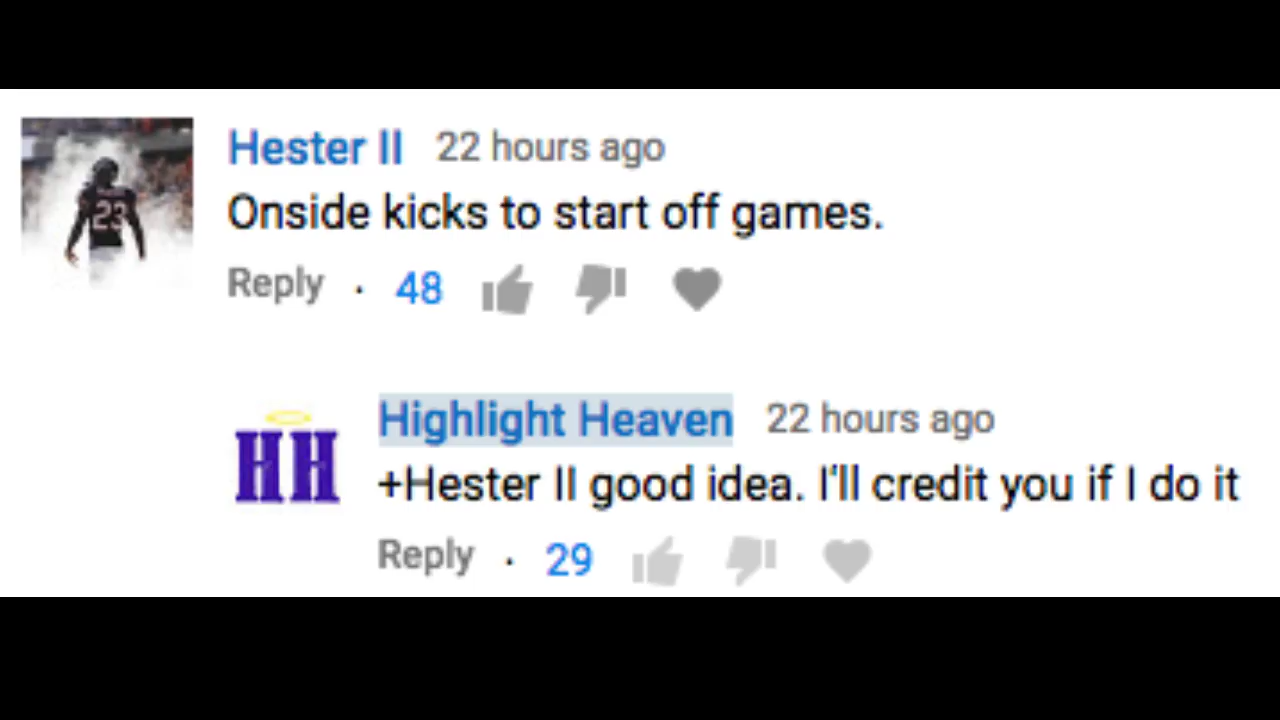 Hester II 22 hours ago
23
Onside kicks to start off games.
Reply · 48
Highlight Heaven 22 hours ago
HH
+Hester II good idea. I'll credit you if I do it
Reply · 29